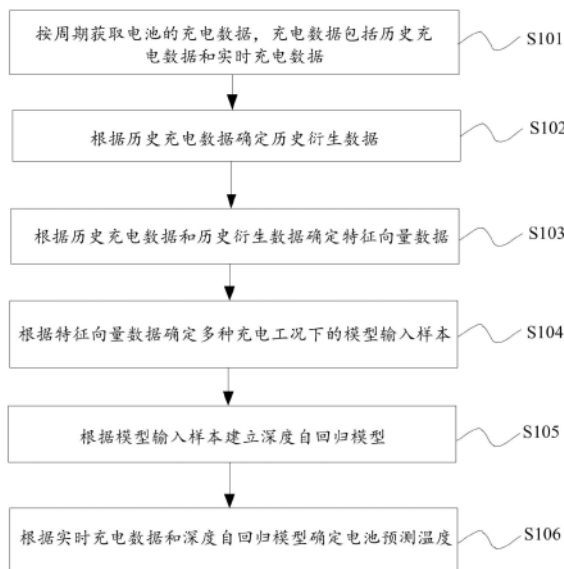 按周期获取电池的充电数据，充电数据包括历史充
电数据和实时充电数据
S101
根据历史充电数据确定历史衍生数据
S102
根据历史充电数据和历史衍生数据确定特征向量数据
S103
根据特征向量数据确定多种充电工况下的模型输入样本
S104
根据模型输入样本建立深度自回归模型
S105
根据实时充电数据和深度自回归模型确定电池预测温度
S106